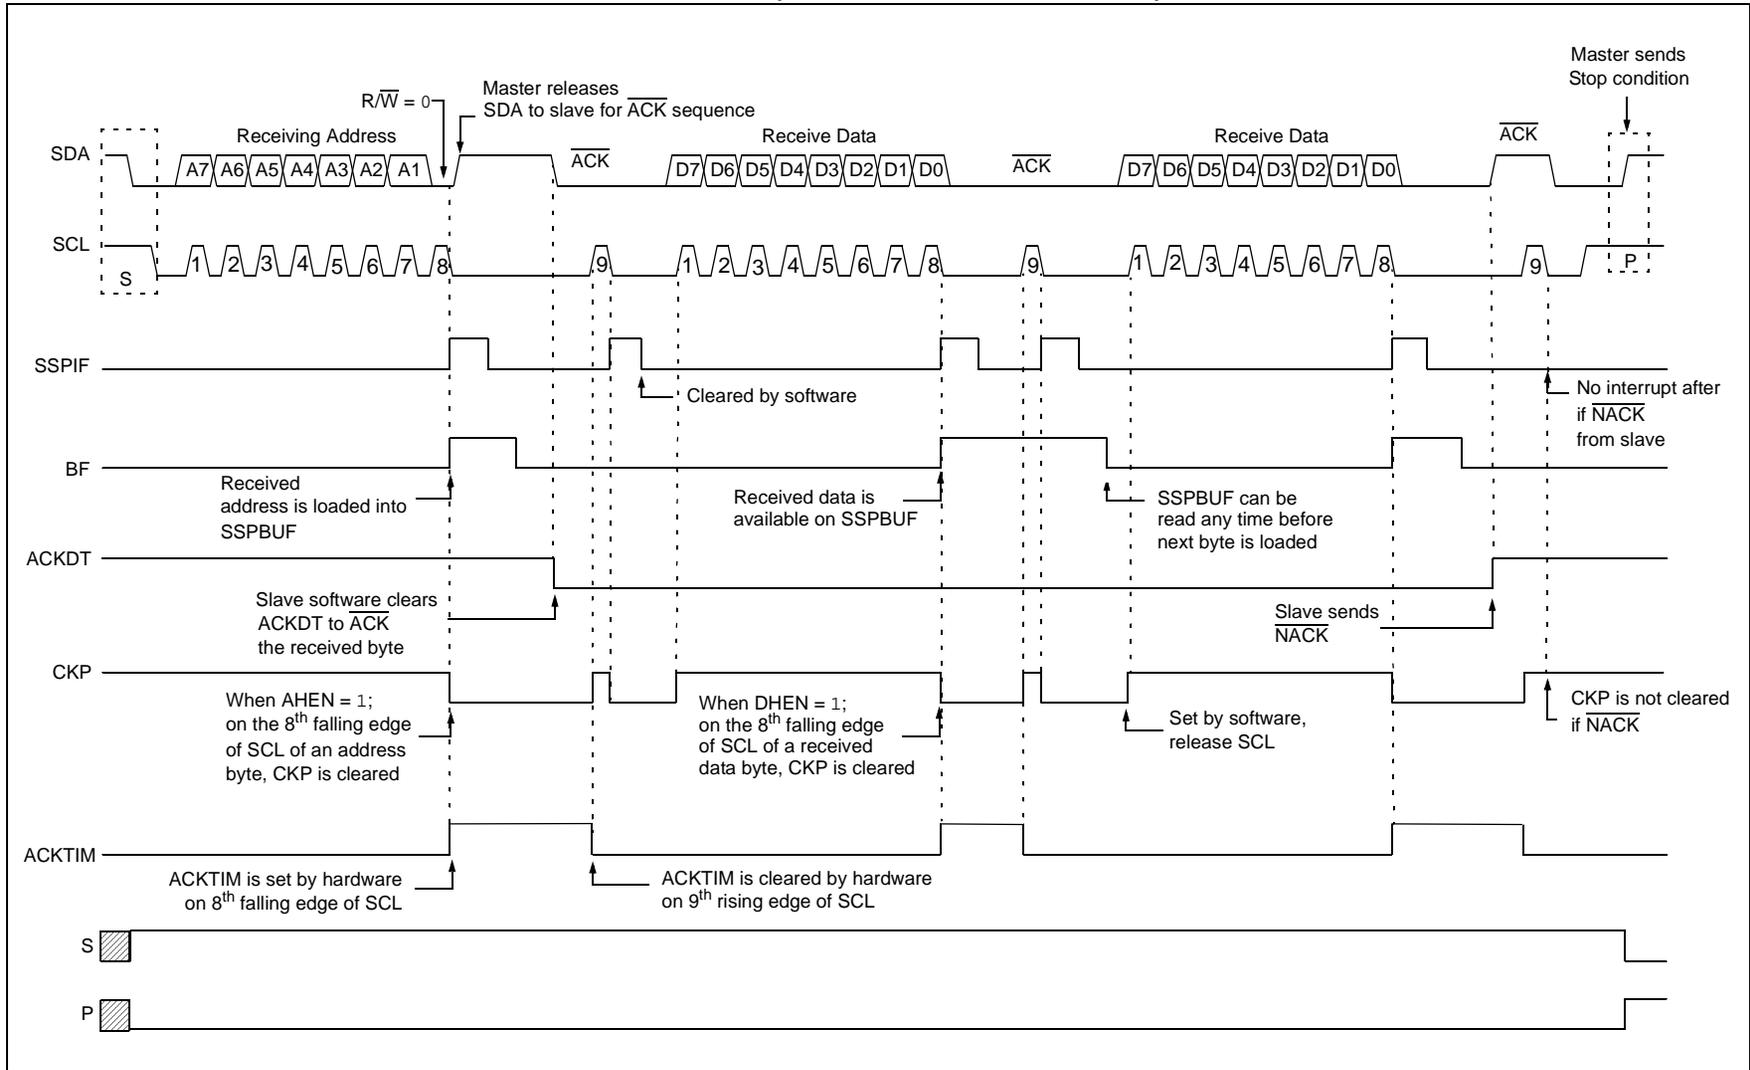 Master sends
Stop condition
Master releases
SDA to slave for ACK sequence
R/W = 0
Receiving Address
Receive Data
Receive Data
ACK
SDA
A7 A6 A5 A4 A3 A2 A1
ACK
D7 D6 D5 D4 D3 D2 D1 D0
ACK
D7 D6 D5 D4 D3 D2 D1 D0
SCL
S
1 2 3 4 5 6 7 8 9
1 2 3 4 5 6 7 8 9
1 2 3 4 5 6 7 8 9
P
SSPIF
Cleared by software
No interrupt after
if NACK
from slave
BF
Received
address is loaded into
SSPBUF
Received data is
available on SSPBUF
SSPBUF can be
read any time before
next byte is loaded
ACKDT
Slave software clears
ACKDT to ACK
the received byte
Slave sends
NACK
CKP
When AHEN = 1;
on the 8th falling edge
of SCL of an address
byte, CKP is cleared
When DHEN = 1;
on the 8th falling edge
of SCL of a received
data byte, CKP is cleared
Set by software,
release SCL
CKP is not cleared
if NACK
ACKTIM
ACKTIM is set by hardware
on 8th falling edge of SCL
ACKTIM is cleared by hardware
on 9th rising edge of SCL
S
P